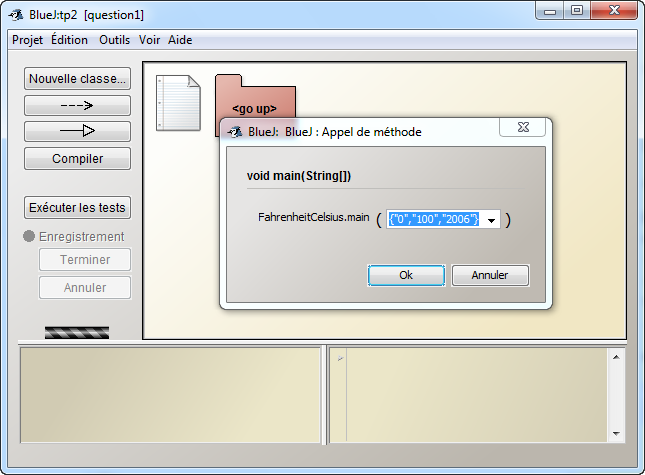 BlueJ:tp2 [question1]
Projet Édition Outils Voir Aide
Nouvelle classe...
Compiler
Exécuter les tests
Enregistrement
Terminer
Annuler
<go up>
BlueJ: BlueJ : Appel de méthode
void main(String[])
FahrenheitCelsius.main ( {"0","100","2006"} )
Ok Annuler